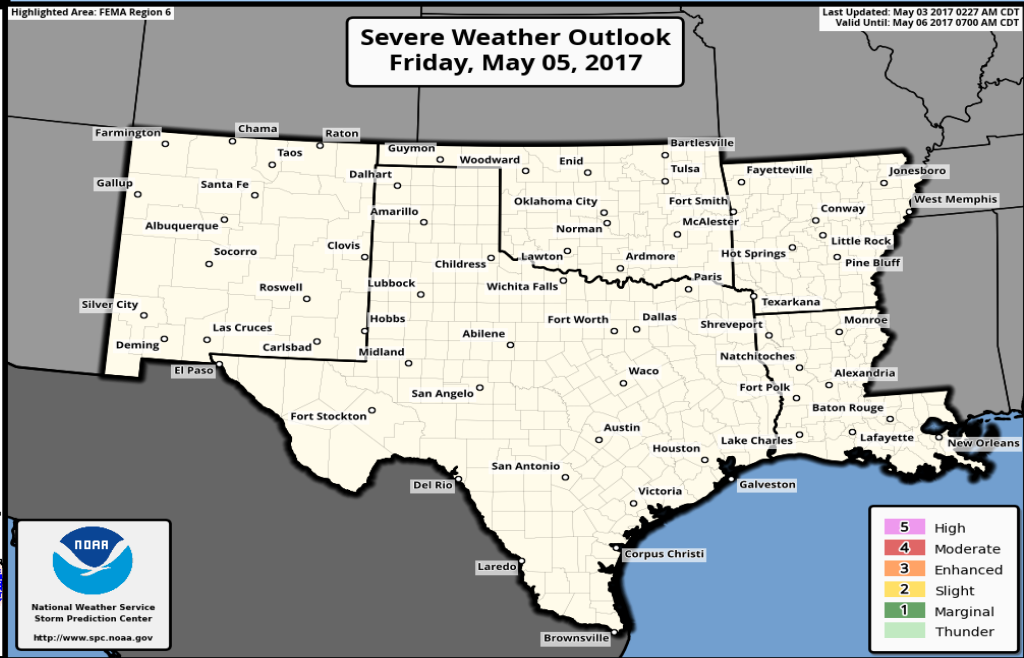 Highlighted Area: FEMA Region 6
Last Updated: May 03 2017 0227 AM CDT
Valid Until: May 06 2017 0700 AM CDT
Severe Weather Outlook
Friday, May 05, 2017
Farmington
Chama
Raton
Guymon
Bartlesville
Taos
Woodward
Enid
Tulsa
Fayetteville
Jonesboro
Gallup
Santa Fe
Dalhart
Oklahoma City
Fort Smith
West Memphis
Albuquerque
Amarillo
Norman
McAlester
Conway
Socorro
Clovis
Childress
Lawton
Ardmore
Hot Springs
Little Rock
Pine Bluff
Roswell
Lubbock
Wichita Falls
Paris
Texarkana
Silver City
Las Cruces
Hobbs
Fort Worth
Dallas
Shreveport
Monroe
Deming
Carlsbad
Midland
Abilene
Natchitoches
El Paso
San Angelo
Waco
Fort Polk
Alexandria
Fort Stockton
Austin
Baton Rouge
Houston
Lake Charles
Lafayette
New Orleans
Del Rio
San Antonio
Victoria
Galveston
Laredo
Corpus Christi
Brownsville
NOAA
National Weather Service
Storm Prediction Center
http://www.spc.noaa.gov
5 High
4 Moderate
3 Enhanced
2 Slight
1 Marginal
Thunder